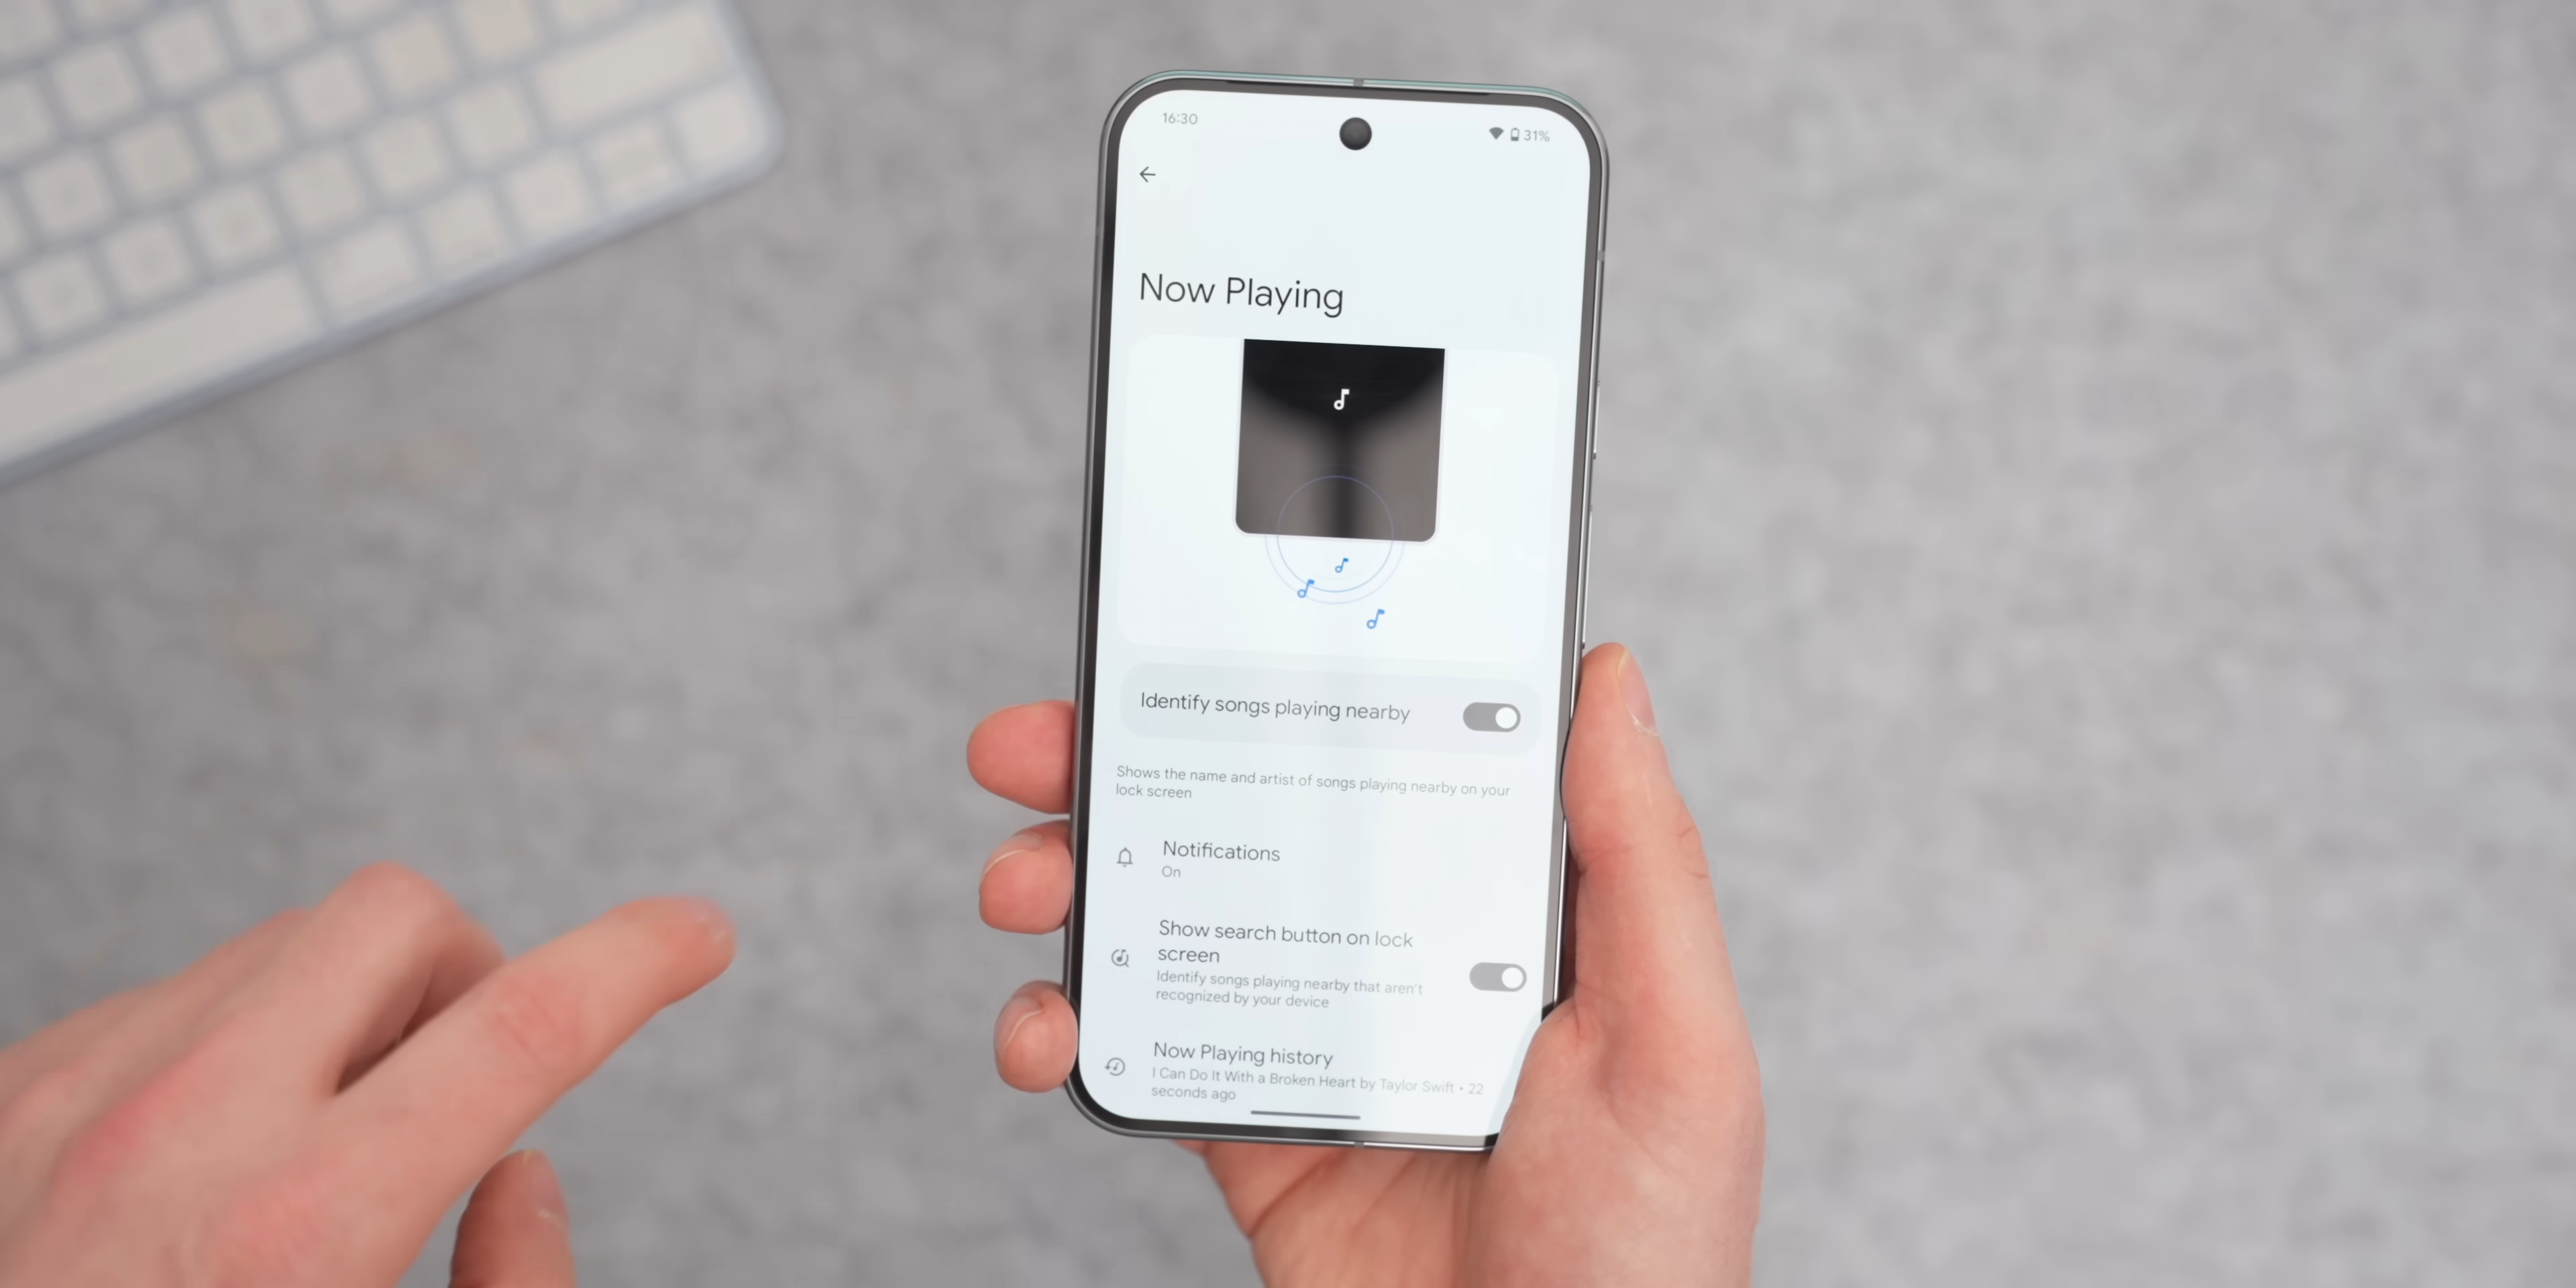 16:30
31%
Now Playing
Identify songs playing nearby
Shows the name and artist of songs playing nearby on your
lock screen
Notifications
On
Show search button on lock
screen
Identify songs playing nearby that aren't
recognized by your device
Now Playing history
I Can Do It With a Broken Heart by Taylor Swift • 22
seconds ago